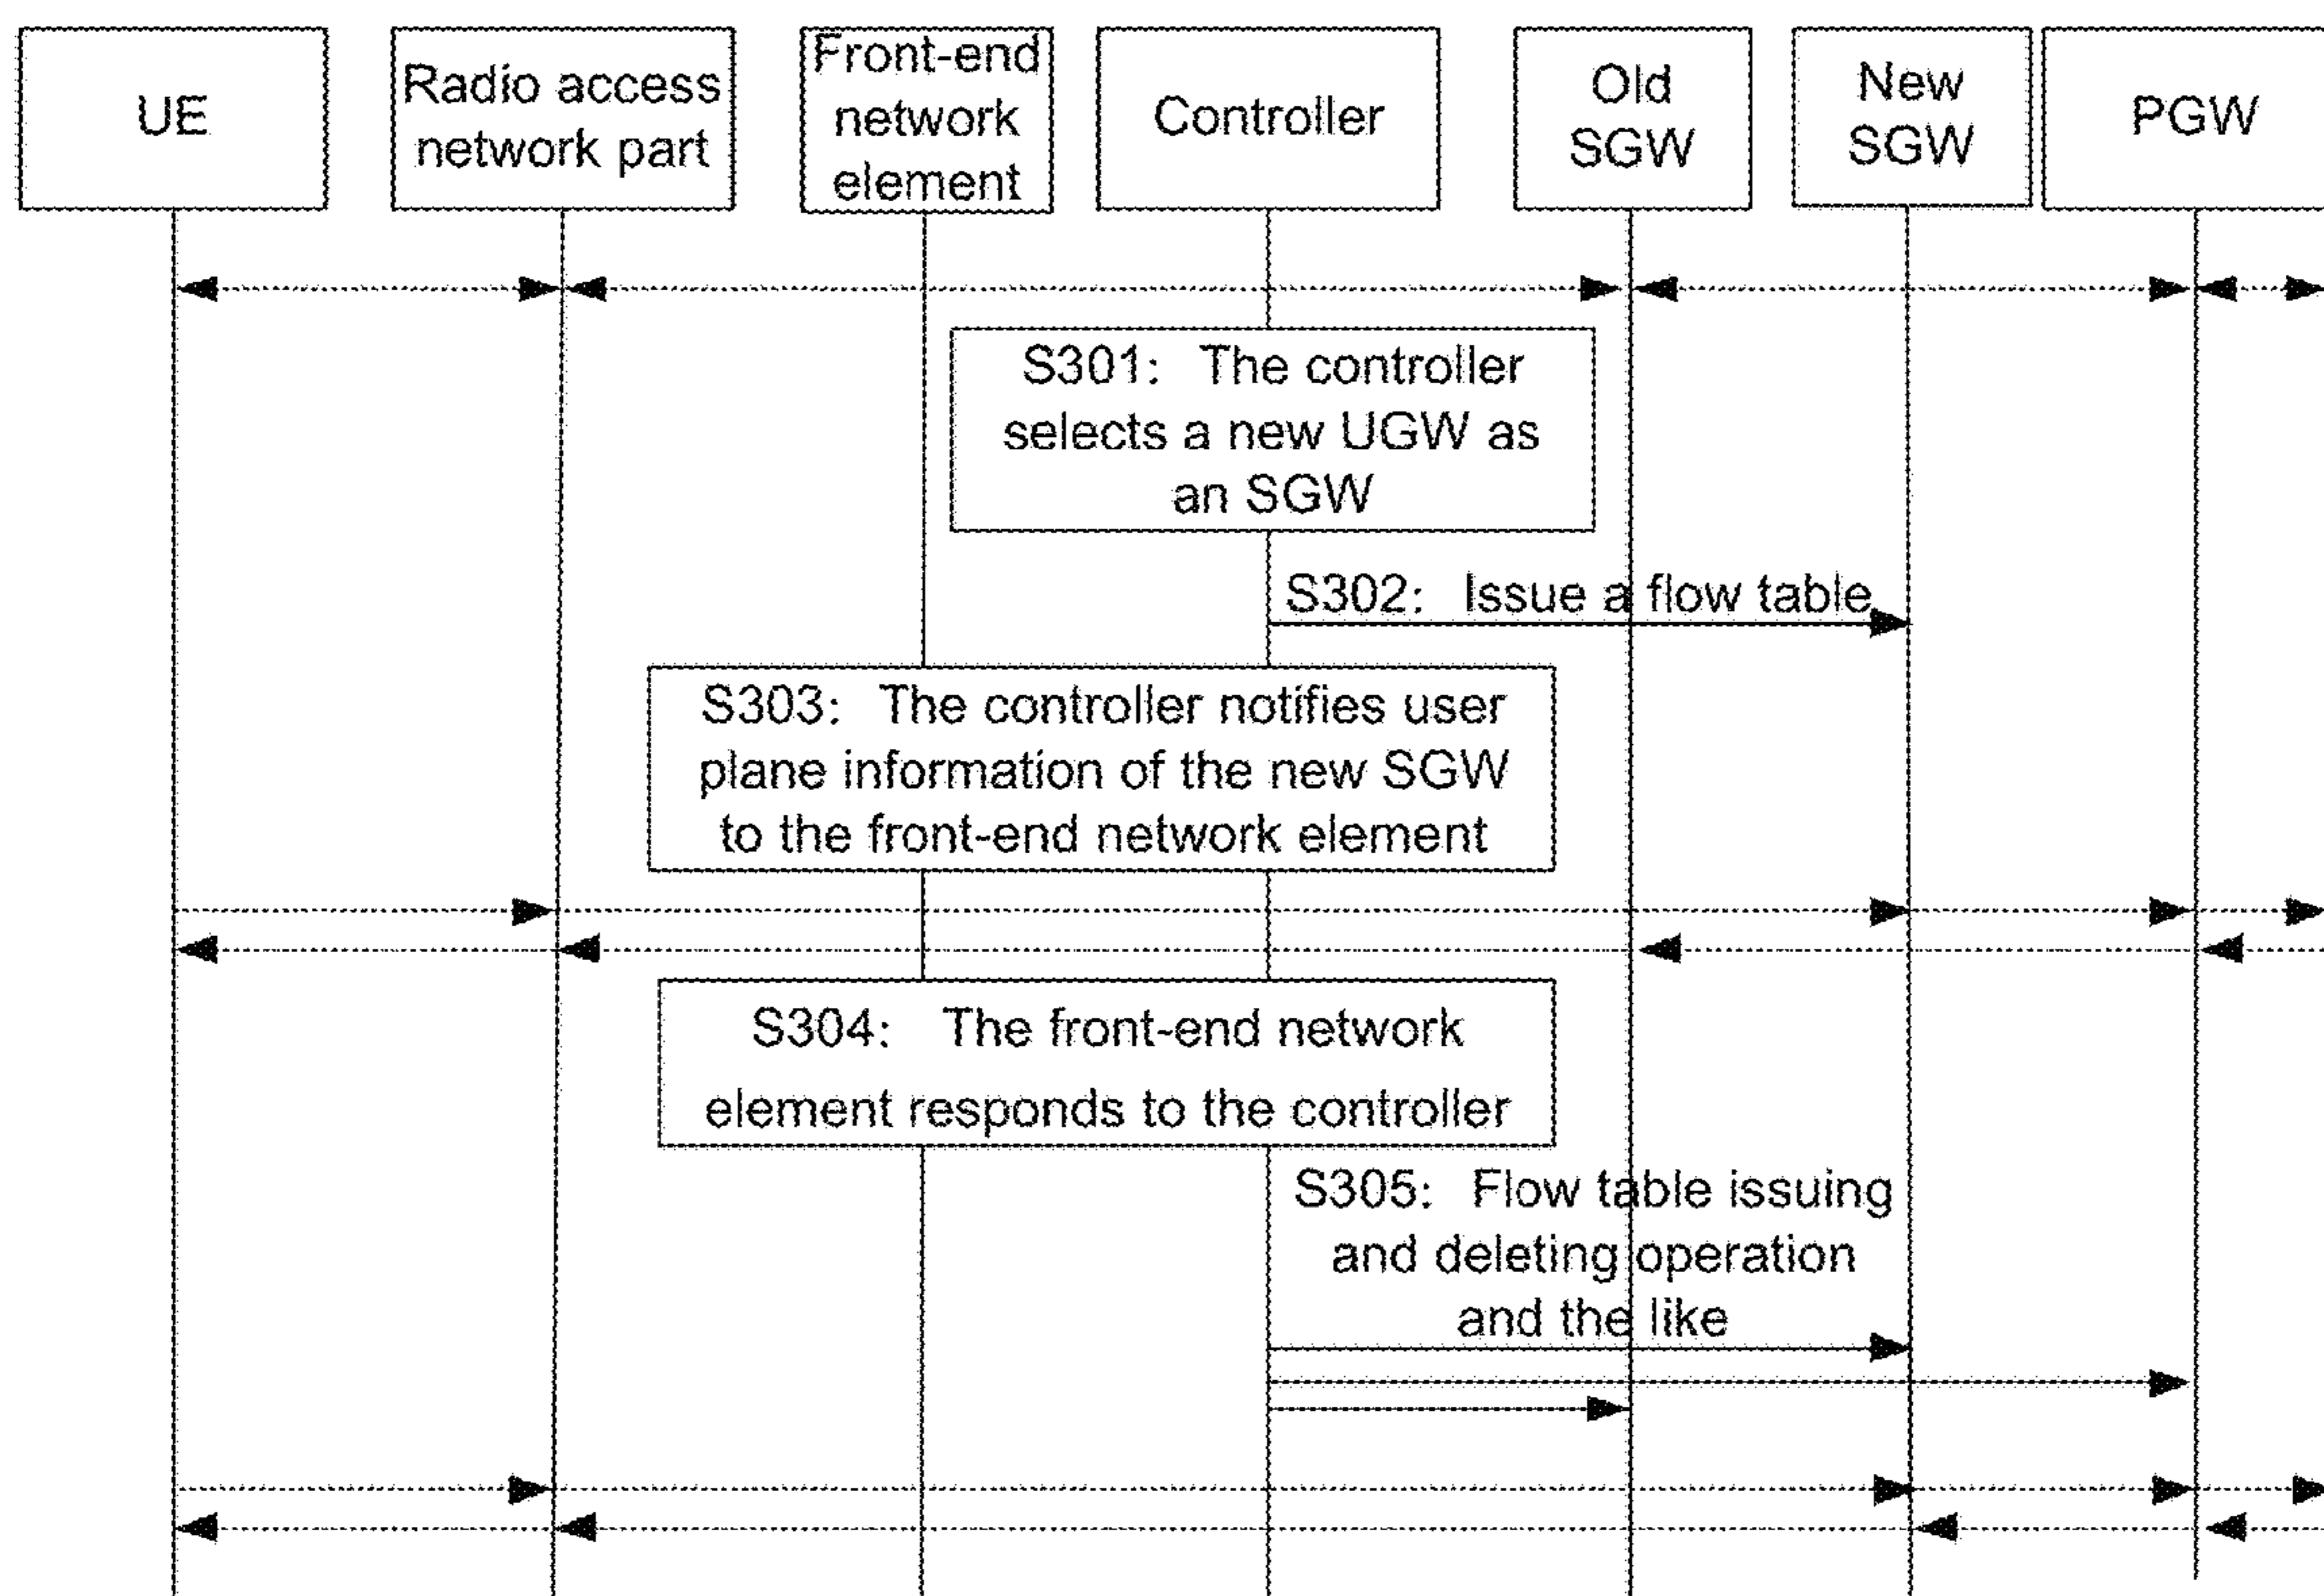 UE
Radio access
network part
Front-end
network
element
Controller
Old
SGW
New
SGW
PGW
S301: The controller
selects a new UGW as
an SGW
S302: Issue a flow table
S303: The controller notifies user
plane information of the new SGW
to the front-end network element
S304: The front-end network
element responds to the controller
S305: Flow table issuing
and deleting operation
and the like